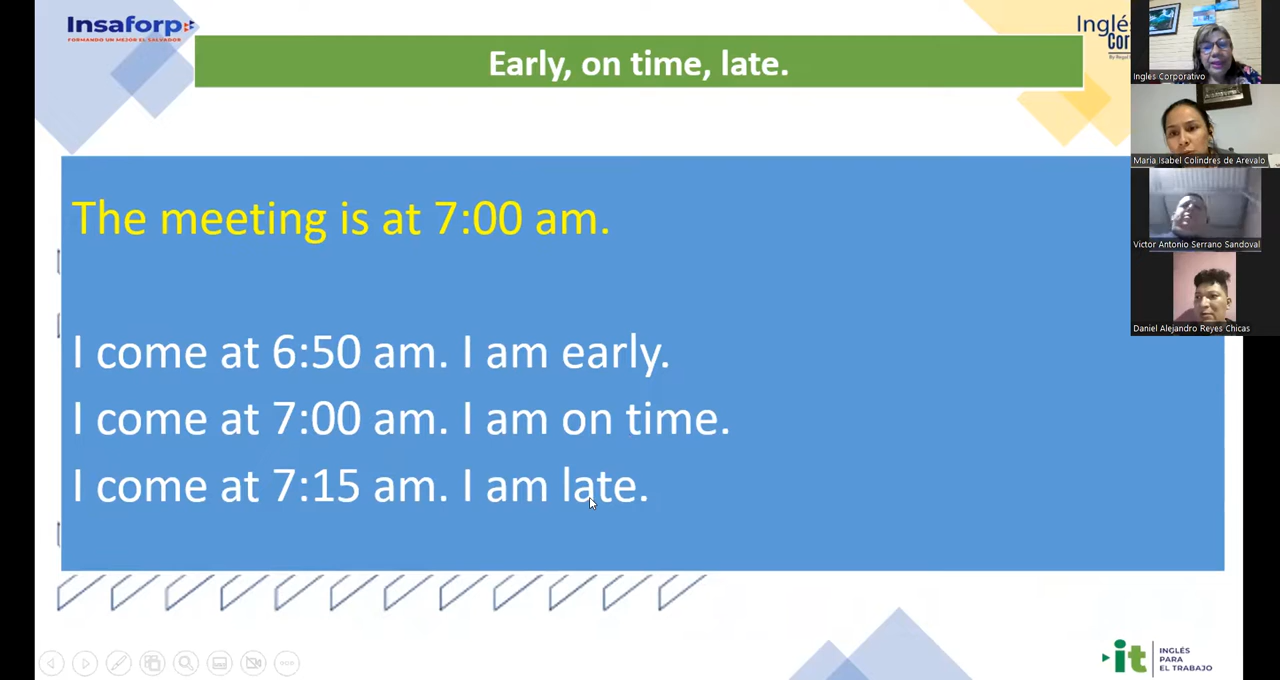 Insaforp
FORMANDO UN MEJOR EL SALVADOR
Early, on time, late.
Inglés
Cor
The meeting is at 7:00 am.
I come at 6:50 am. I am early.
I come at 7:00 am. I am on time.
I come at 7:15 am. I am late.
Ingles Corporativo
Maria Isabel Colindres de Arevalo
Victor Antonio Serrano Sandoval
Daniel Alejandro Reyes Chicas
it
INGLÉS
PARA
EL TRABAJO